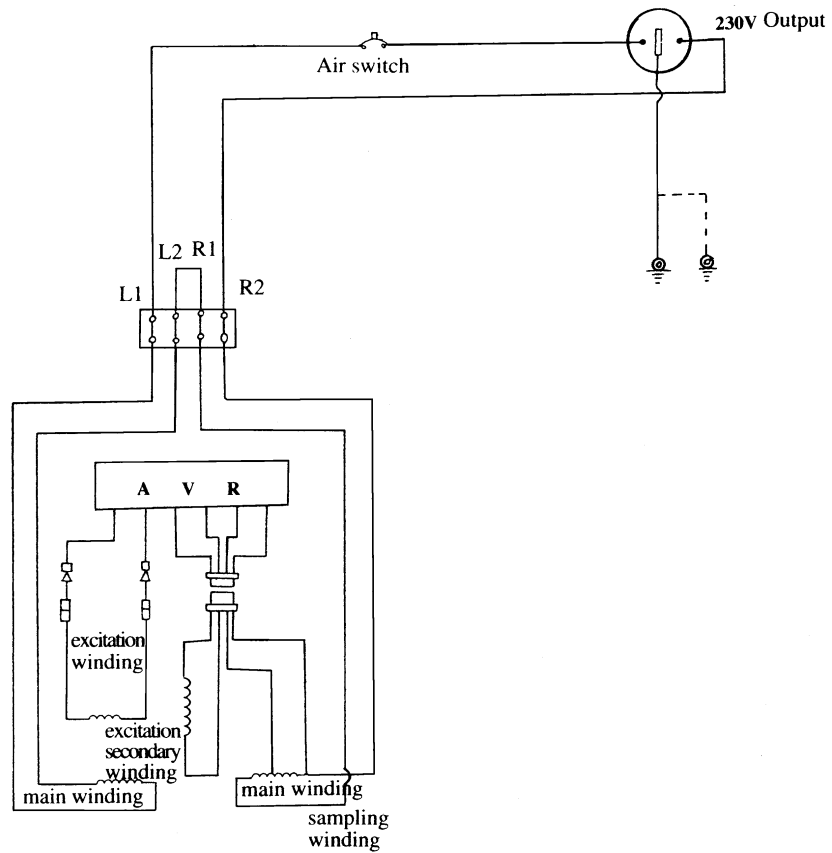 230V Output
Air switch
L2 R1
L1
R2
A V R
excitation
winding
excitation
secondary
winding
main winding
main winding
sampling
winding